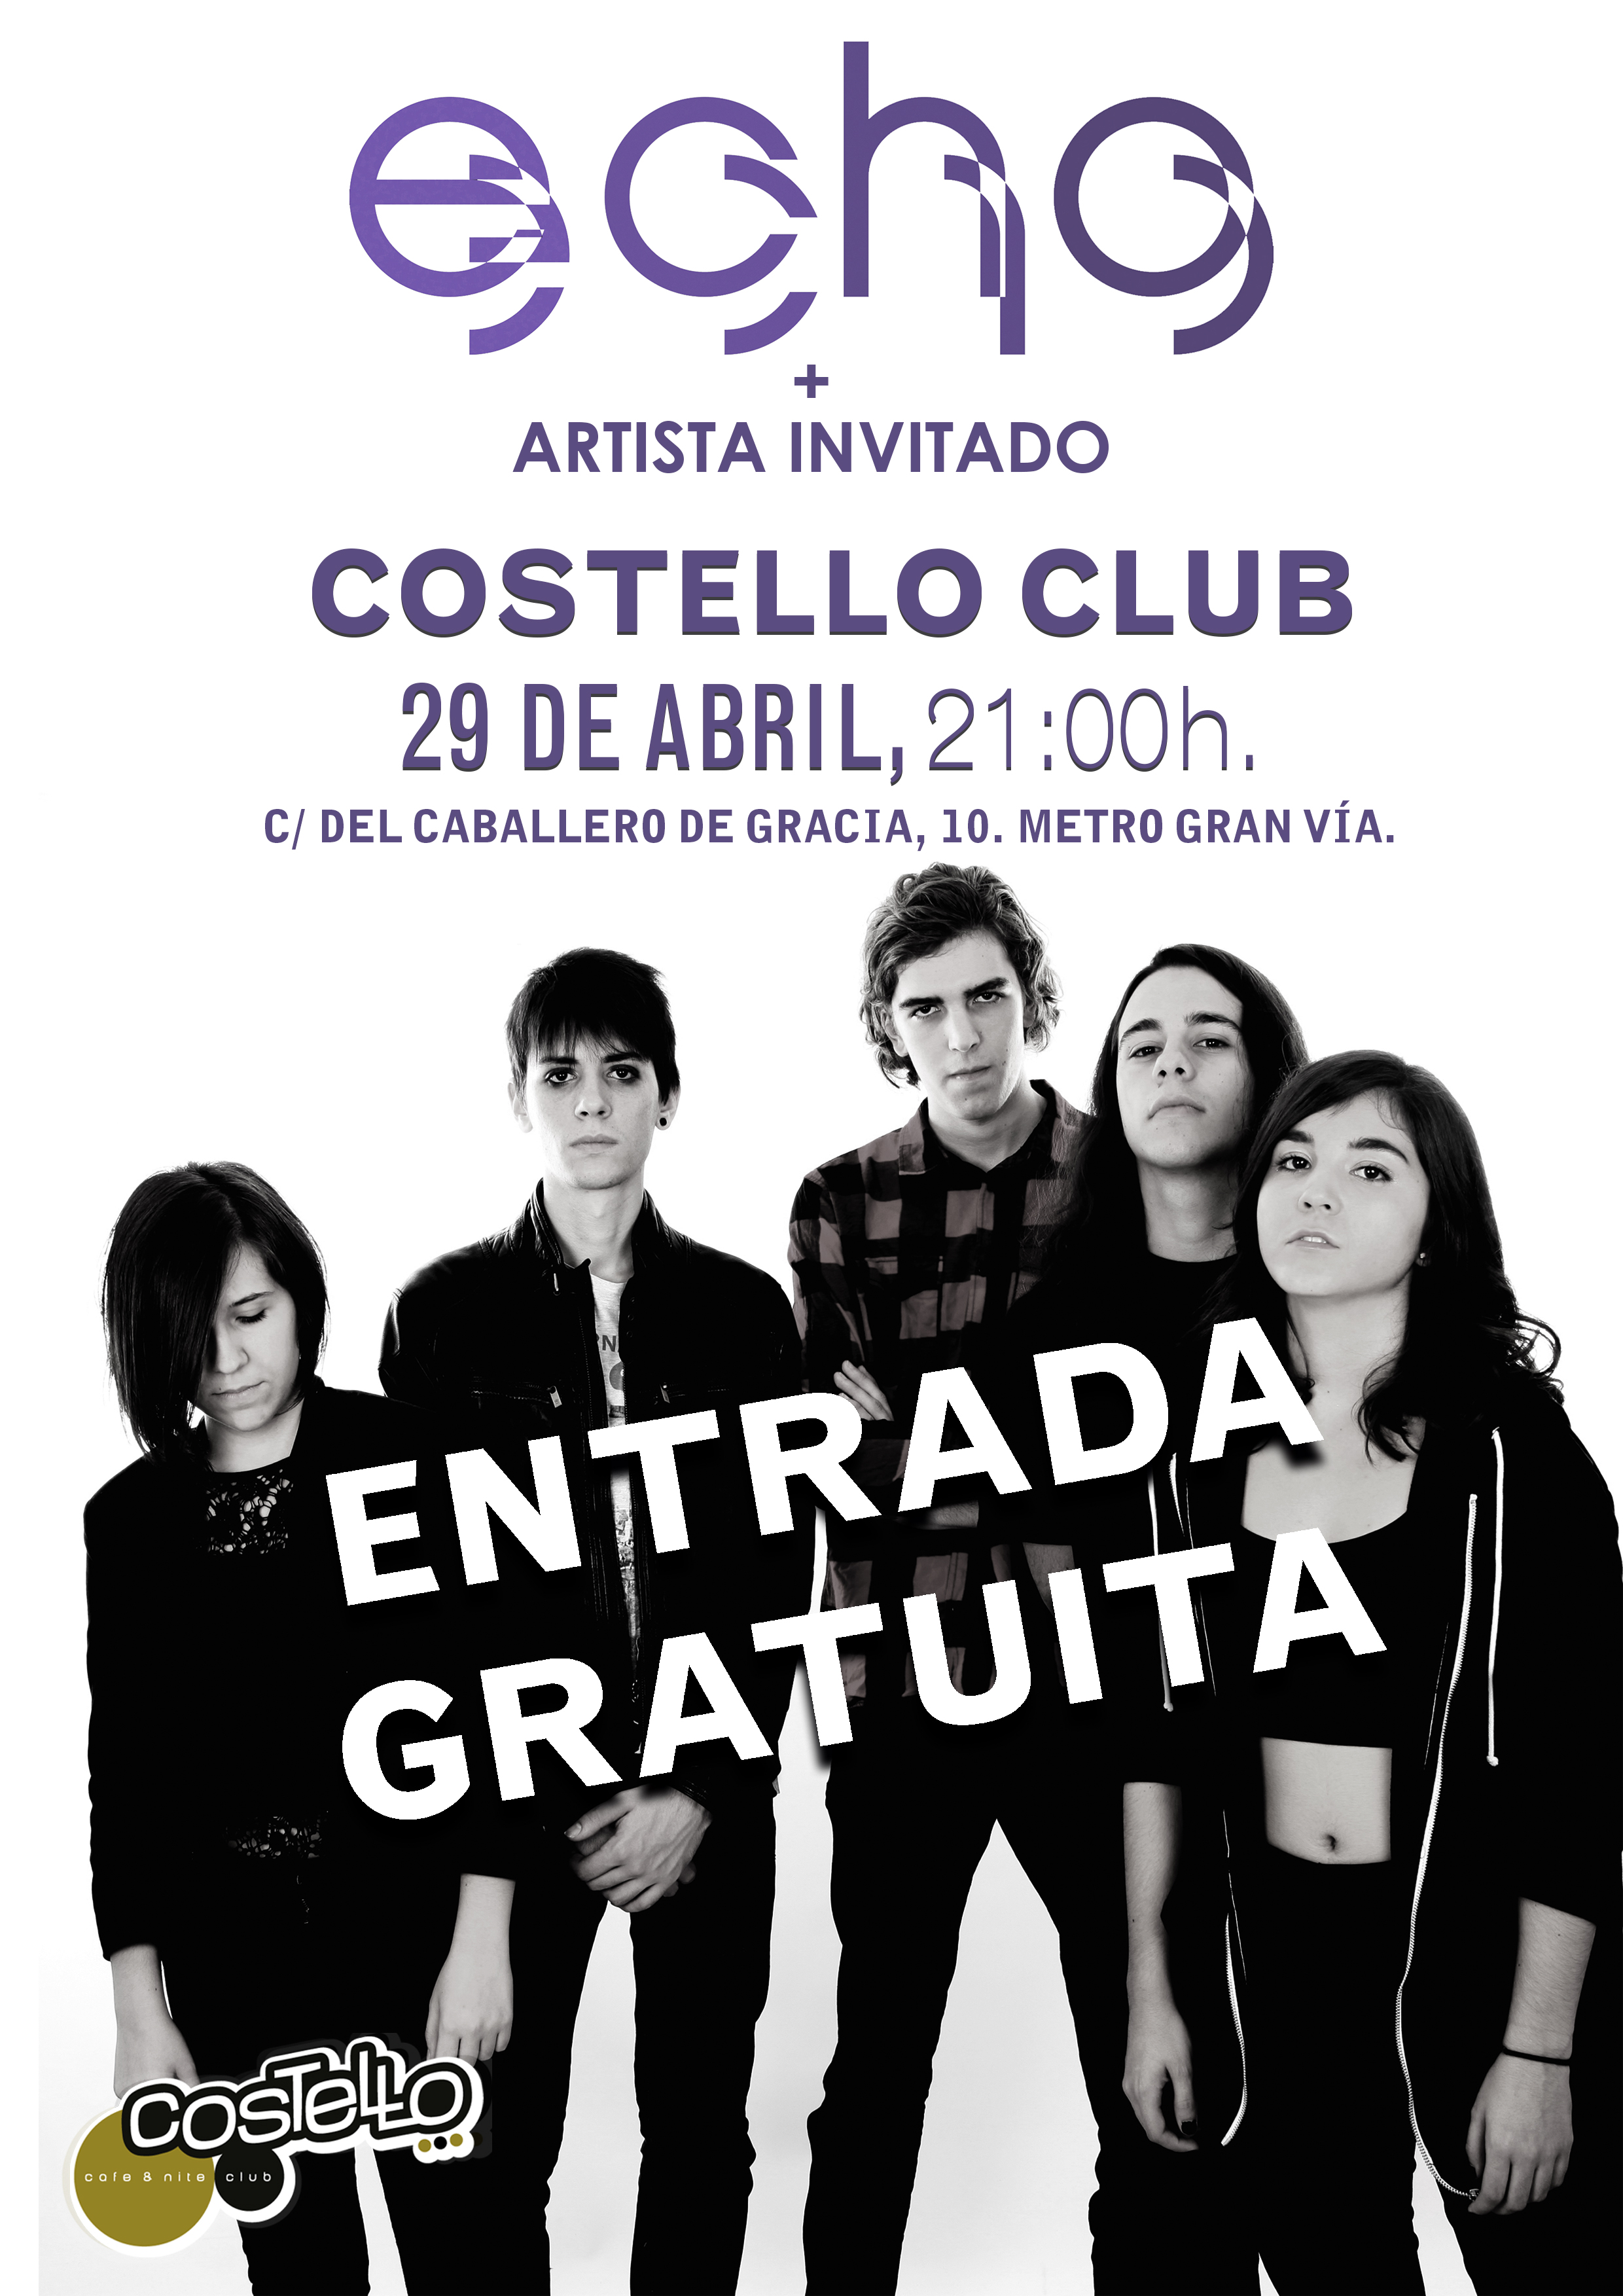 echo
+
ARTISTA INVITADO
COSTELLO CLUB
29 DE ABRIL, 21:00h.
C/ DEL CABALLERO DE GRACIA, 10. METRO GRAN VÍA.
ENTRADA
GRATUITA
COSTELLO
cafe & nite club